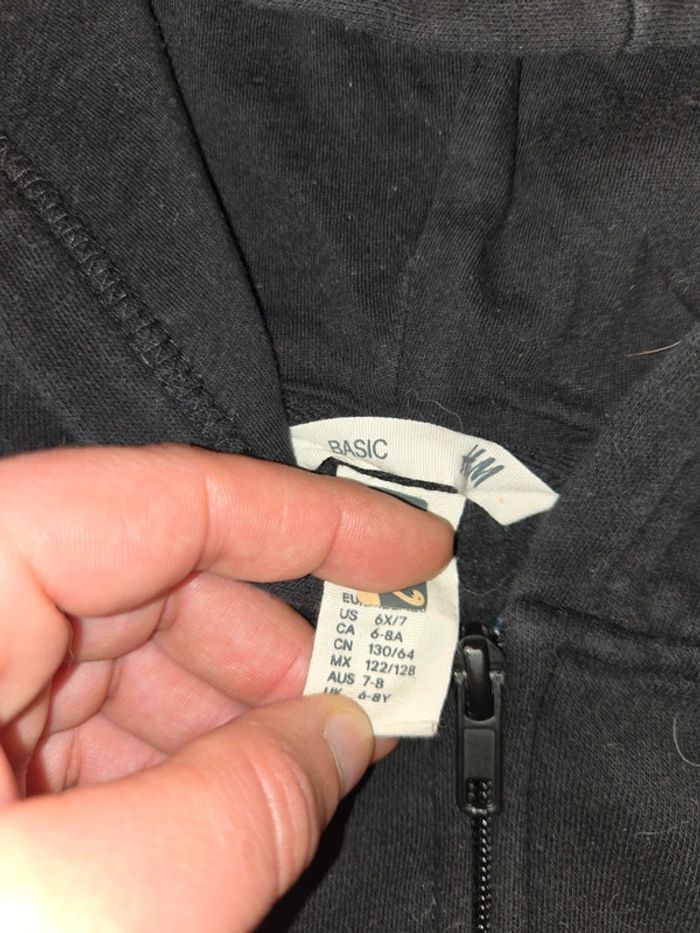 BASIC
H&M
EUR
US 6X/7
CA 6-8A
CN 130/64
MX 122/128
AUS 7-8
UK 6-8Y